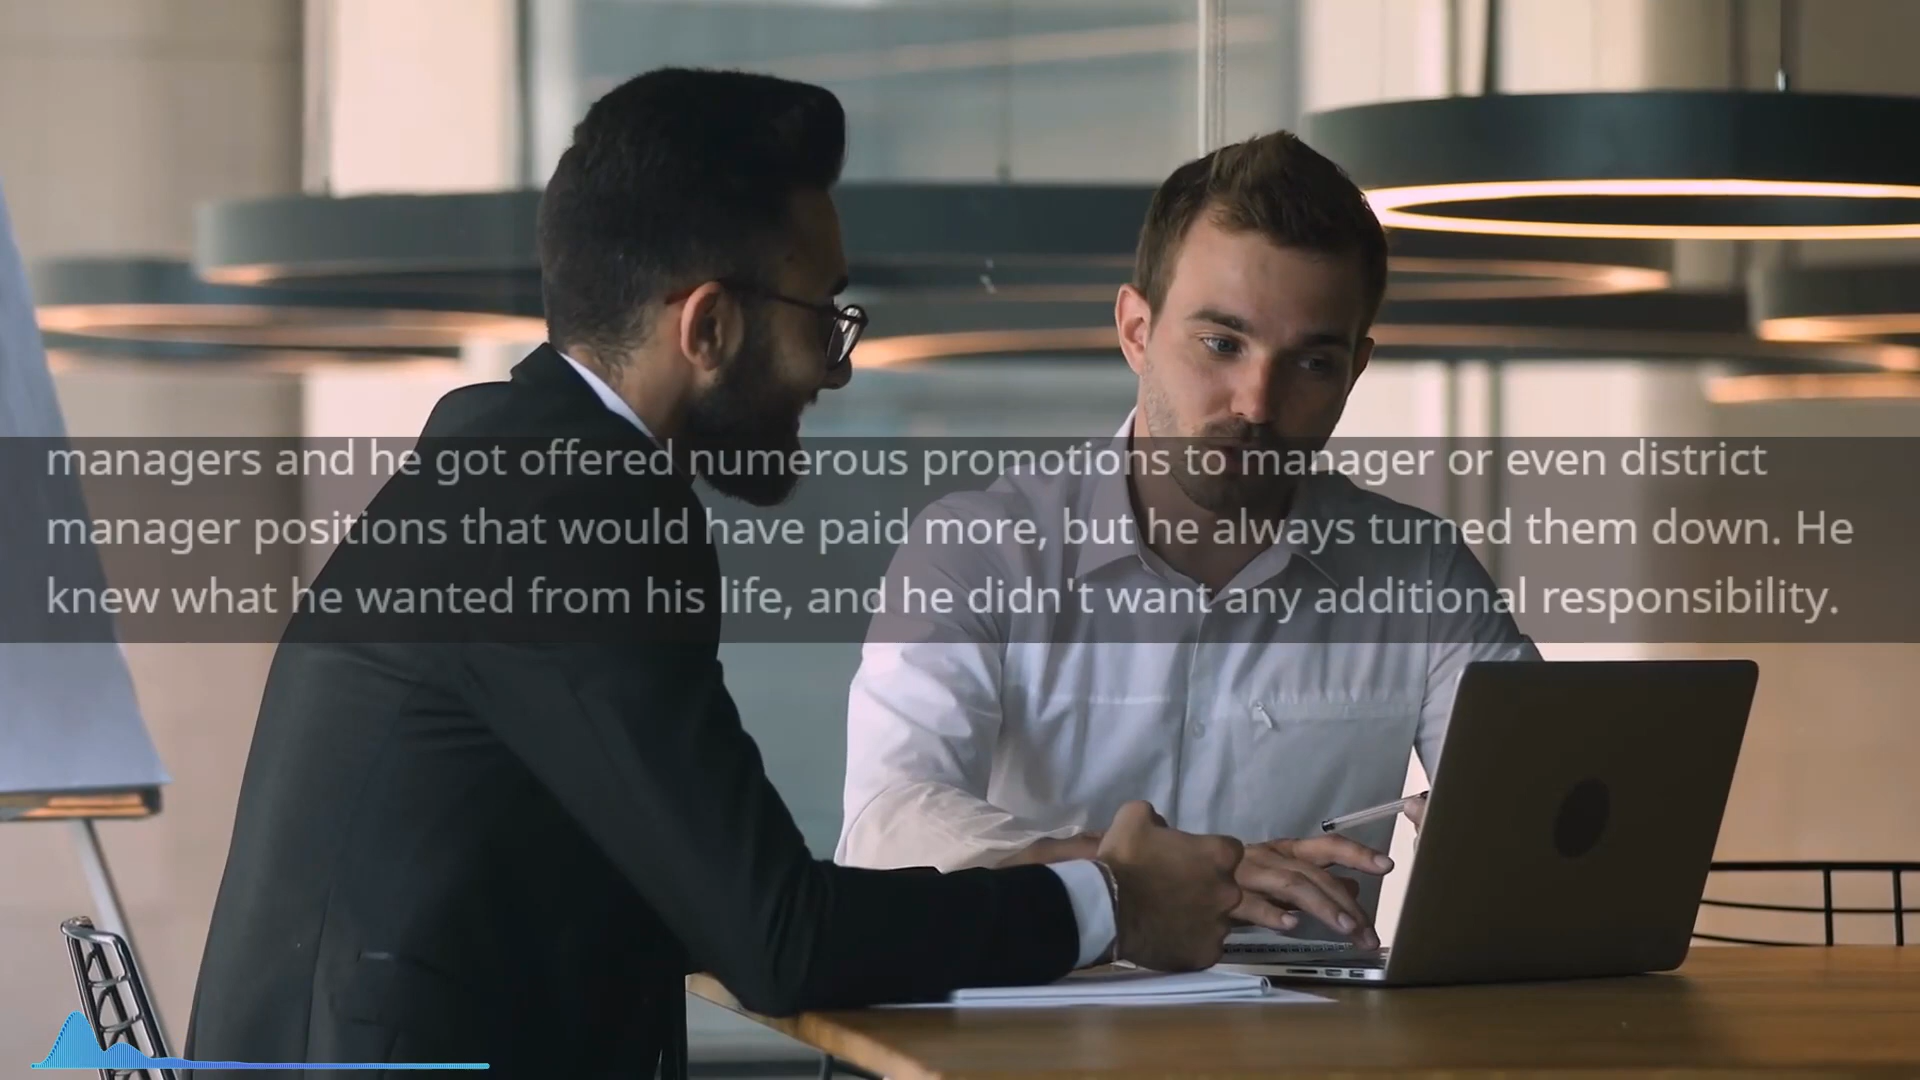 managers and he got offered numerous promotions to manager or even district
manager positions that would have paid more, but he always turned them down. He
knew what he wanted from his life, and he didn't want any additional responsibility.